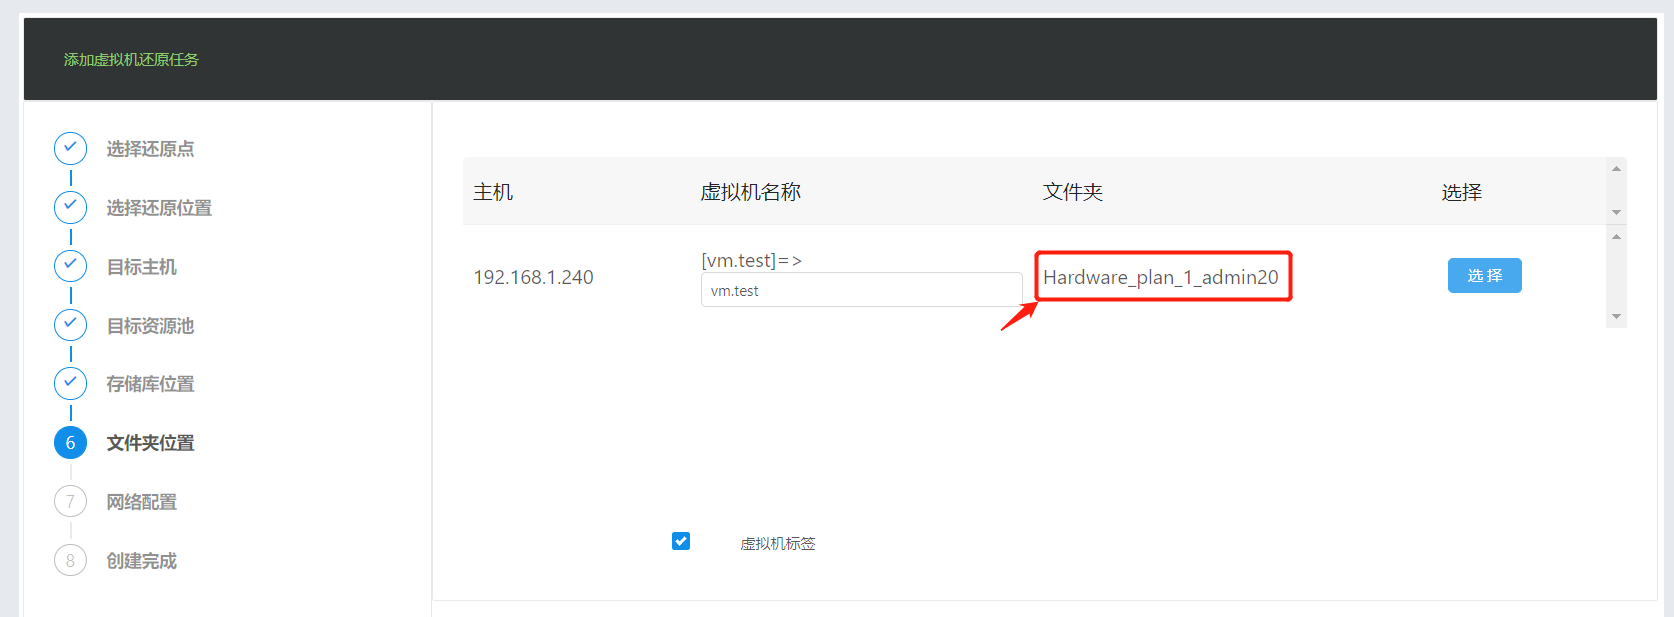 添加虚拟机还原任务
选择还原点
选择还原位置
目标主机
目标资源池
存储库位置
6 文件夹位置
7 网络配置
8 创建完成
主机 虚拟机名称 文件夹 选择
192.168.1.240 [vm.test]=> Hardware_plan_1_admin20 选 择
vm.test
虚拟机标签